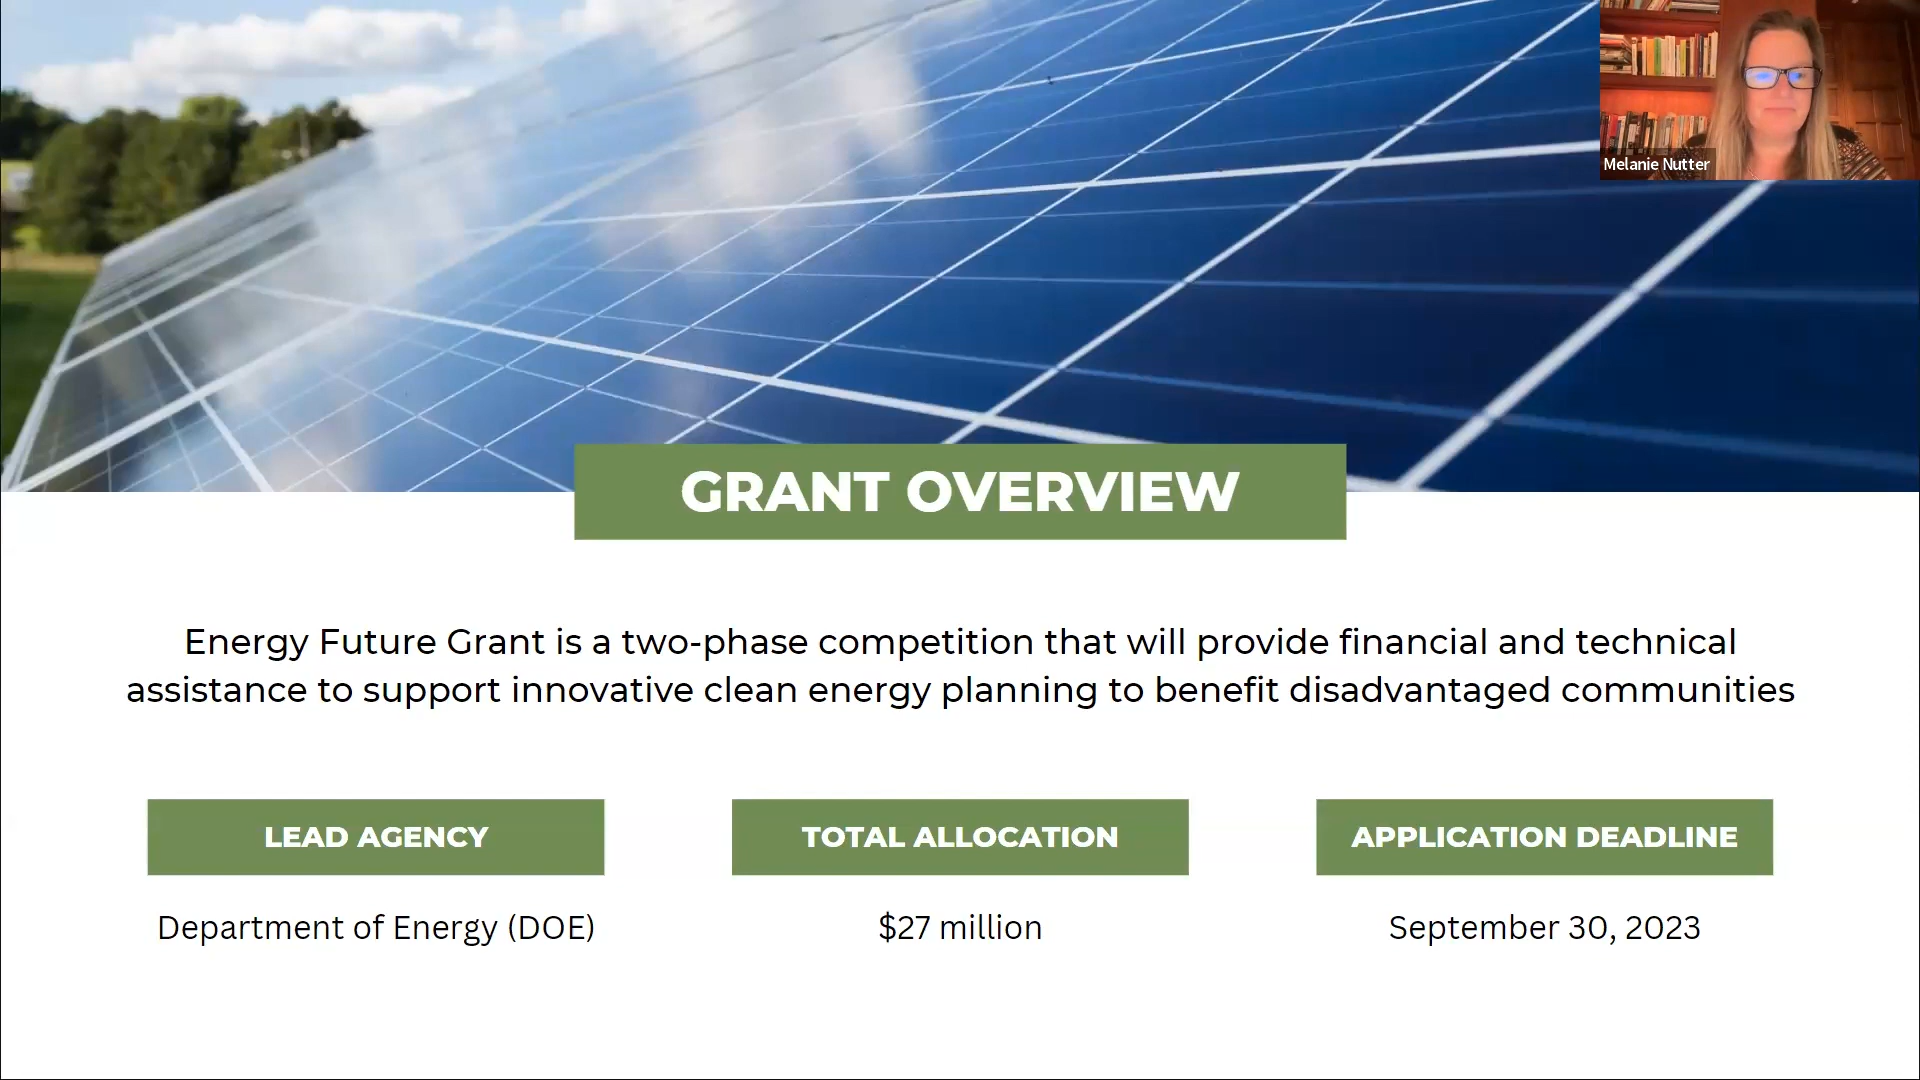 Melanie Nutter
GRANT OVERVIEW
Energy Future Grant is a two-phase competition that will provide financial and technical
assistance to support innovative clean energy planning to benefit disadvantaged communities
LEAD AGENCY
Department of Energy (DOE)
TOTAL ALLOCATION
$27 million
APPLICATION DEADLINE
September 30, 2023